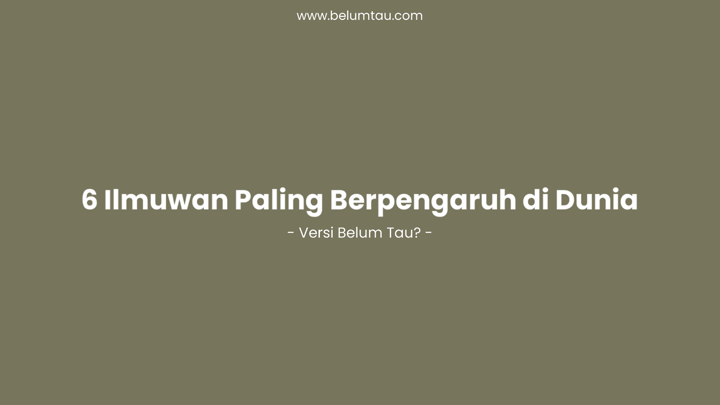 www.belumtau.com
6 Ilmuwan Paling Berpengaruh di Dunia
- Versi Belum Tau? -